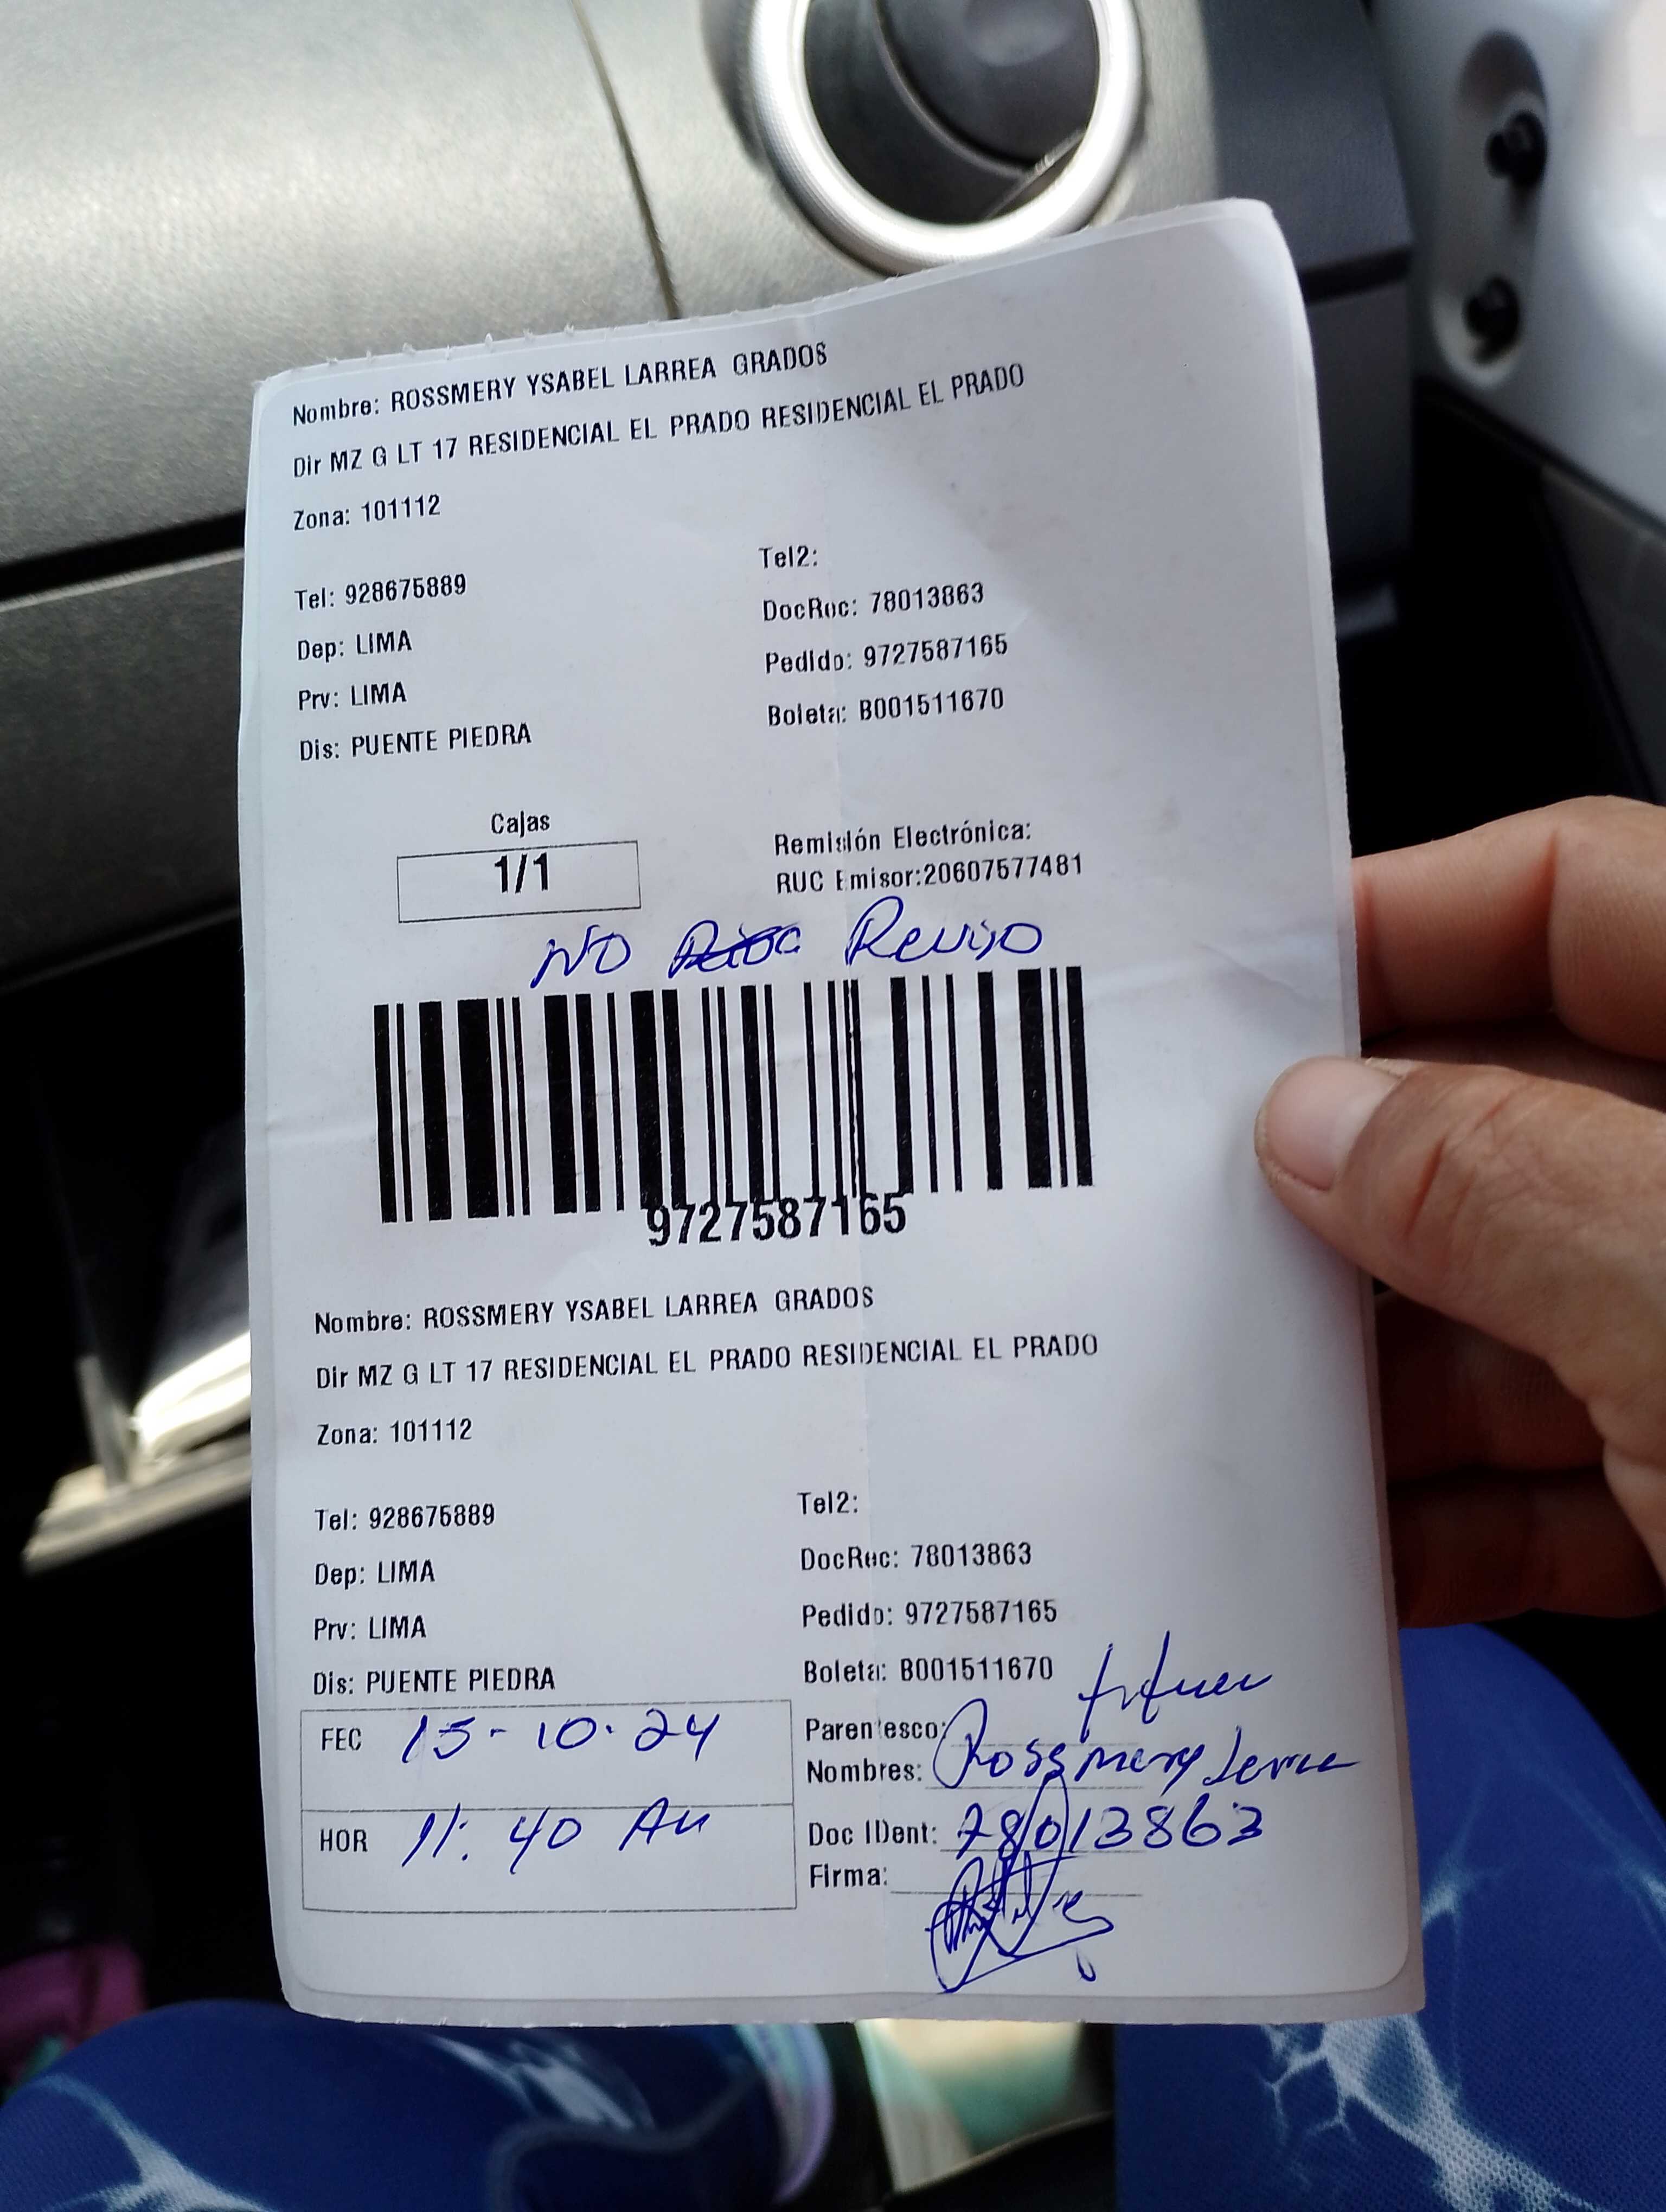 Nombre: ROSSMERY YSABEL LARREA GRADOS
Dir MZ G LT 17 RESIDENCIAL EL PRADO RESIDENCIAL EL PRADO
Zona: 101112
Tel: 928675889
Tel2:
Dep: LIMA
DocRec: 78013863
Prv: LIMA
Pedido: 9727587165
Dis: PUENTE PIEDRA
Boleta: B001511670
Cajas
1/1
Remisión Electrónica:
RUC Emisor:20607577481
NO Reviso
9727587165
Nombre: ROSSMERY YSABEL LARREA GRADOS
Dir MZ G LT 17 RESIDENCIAL EL PRADO RESIDENCIAL EL PRADO
Zona: 101112
Tel: 928675889
Tel2:
Dep: LIMA
DocRec: 78013863
Prv: LIMA
Pedido: 9727587165
Dis: PUENTE PIEDRA
Boleta: B001511670
FEC 15-10-24
Parentesco:
Nombres: Rossmery
HOR 11:40 AM
Doc IDent: 78013863
Firma: